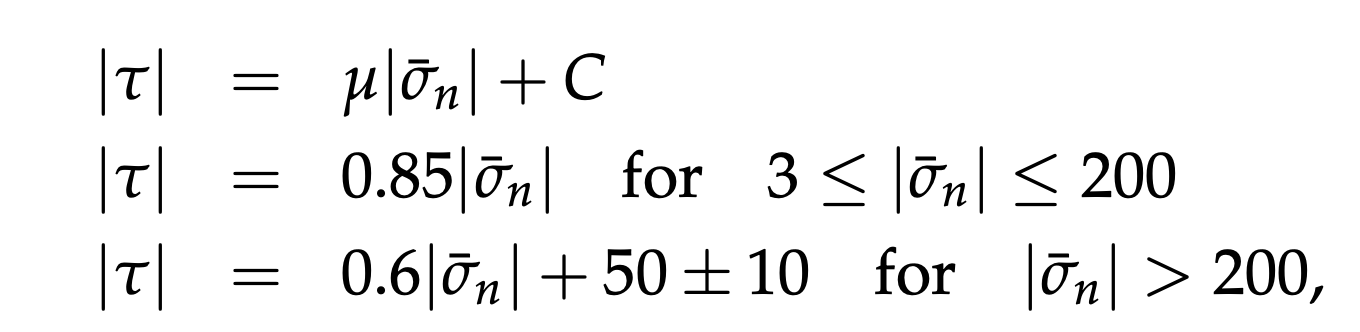 |τ| = μ|σ̄ₙ| + C
|τ| = 0.85|σ̄ₙ| for 3 ≤ |σ̄ₙ| ≤ 200
|τ| = 0.6|σ̄ₙ| + 50 ± 10 for |σ̄ₙ| > 200,